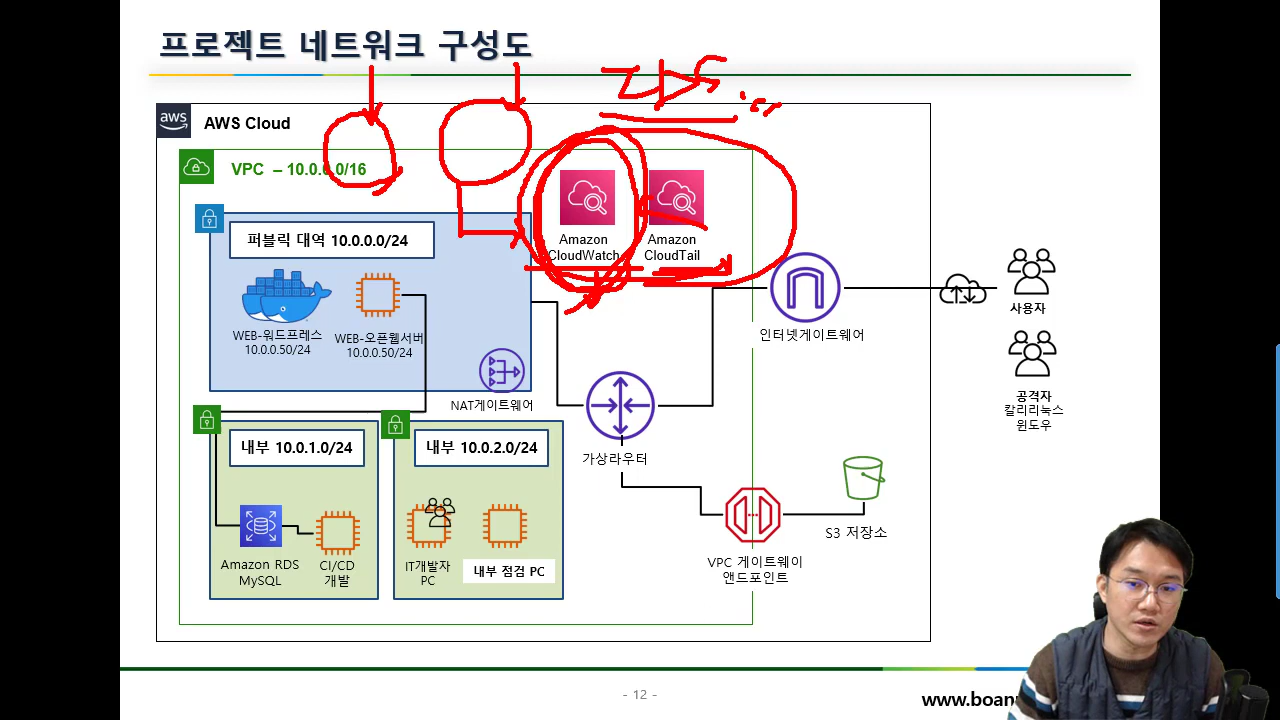 프로젝트 네트워크 구성도
aws
AWS Cloud
VPC – 10.0.0.0/16
퍼블릭 대역 10.0.0.0/24
Amazon
CloudWatch
Amazon
CloudTail
WEB-워드프레스
10.0.0.50/24
WEB-오픈웹서버
10.0.0.50/24
NAT게이트웨어
인터넷게이트웨어
사용자
공격자
칼리리눅스
윈도우
내부 10.0.1.0/24
내부 10.0.2.0/24
가상라우터
Amazon RDS
MySQL
CI/CD
개발
IT개발자
PC
내부 점검 PC
VPC 게이트웨이
앤드포인트
S3 저장소
- 12 -